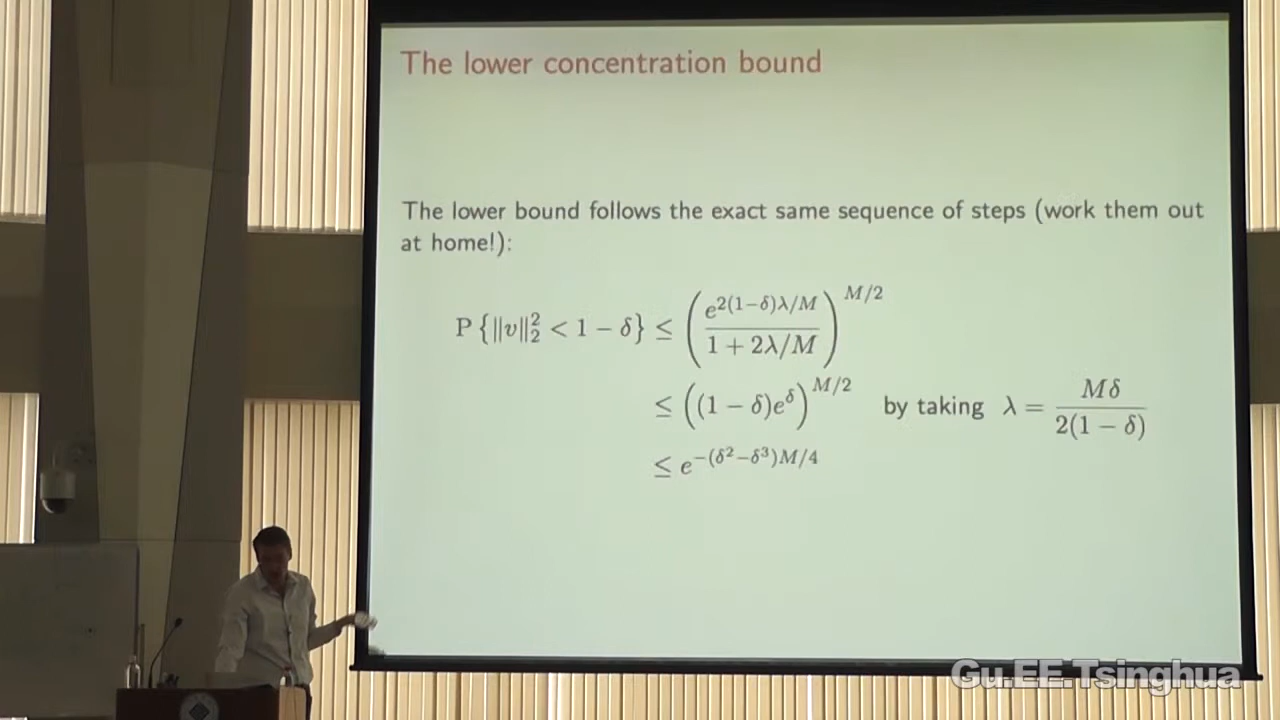 The lower concentration bound
The lower bound follows the exact same sequence of steps (work them out
at home!):
P{‖v‖₂² < 1 − δ} ≤ (e^{2(1−δ)λ/M} / (1 + 2λ/M))^{M/2}
≤ ((1 − δ)e^δ)^{M/2} by taking λ = Mδ / (2(1 − δ))
≤ e^{−(δ²−δ³)M/4}
Gu.EE.Tsinghua